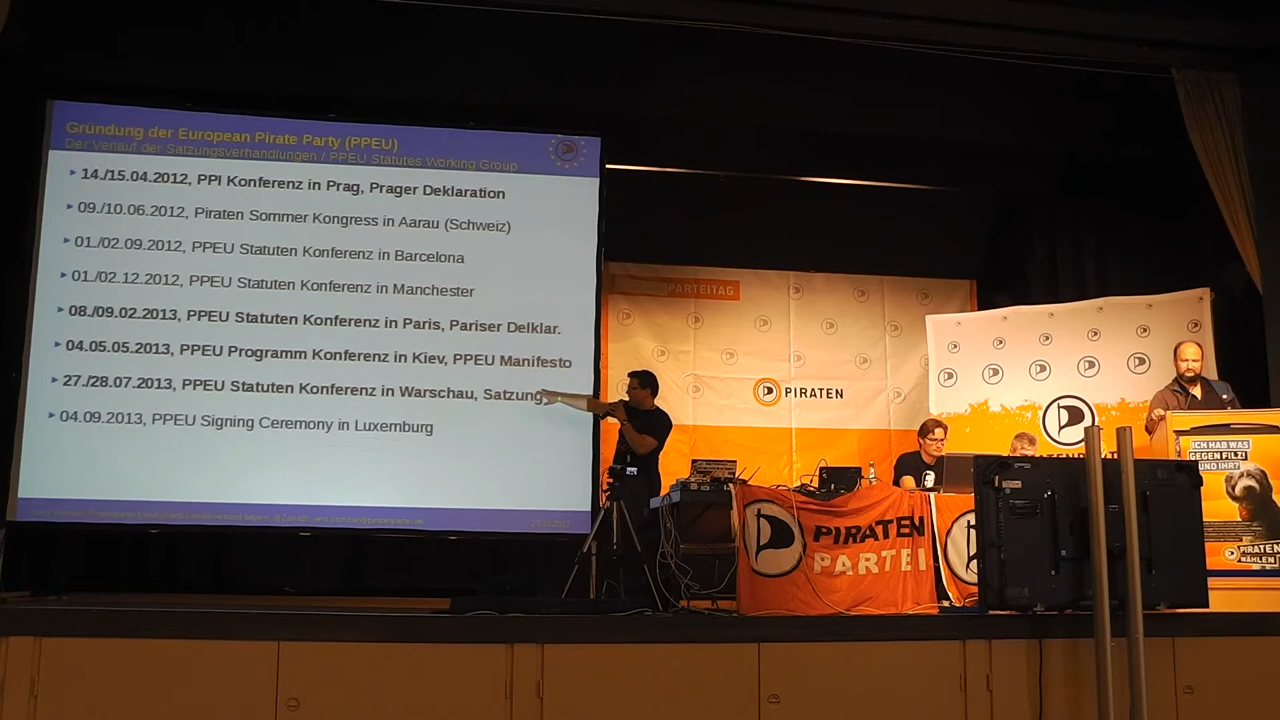 Gründung der European Pirate Party (PPEU)
Der Verlauf der Satzungsverhandlungen / PPEU Statutes Working Group
14./15.04.2012, PPI Konferenz in Prag, Prager Deklaration
09./10.06.2012, Piraten Sommer Kongress in Aarau (Schweiz)
01./02.09.2012, PPEU Statuten Konferenz in Barcelona
01./02.12.2012, PPEU Statuten Konferenz in Manchester
08./09.02.2013, PPEU Statuten Konferenz in Paris, Pariser Delklar.
04.05.05.2013, PPEU Programm Konferenz in Kiev, PPEU Manifesto
27./28.07.2013, PPEU Statuten Konferenz in Warschau, Satzung
04.09.2013, PPEU Signing Ceremony in Luxemburg
PARTEITAG
PIRATEN
PIRATEN
PARTEI
ICH HAB WAS
GEGEN FILZ!
UND IHR?
PIRATEN
WÄHLEN